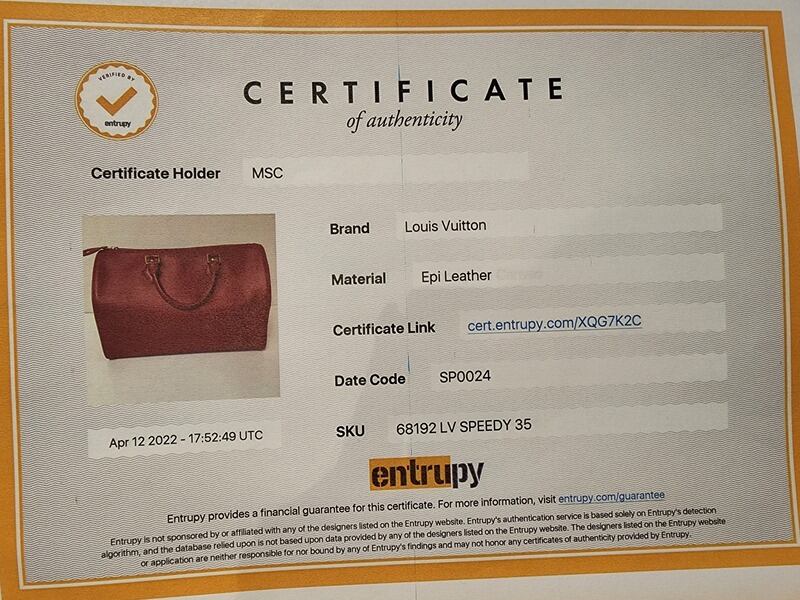 VERIFIED BY
entrupy
CERTIFICATE
of authenticity
Certificate Holder MSC
Brand Louis Vuitton
Material Epi Leather
Certificate Link cert.entrupy.com/XQG7K2C
Date Code SP0024
Apr 12 2022 - 17:52:49 UTC
SKU 68192 LV SPEEDY 35
entrupy
Entrupy provides a financial guarantee for this certificate. For more information, visit entrupy.com/guarantee
Entrupy is not sponsored by or affiliated with any of the designers listed on the Entrupy website. Entrupy's authentication service is based solely on Entrupy's detection
algorithm, and the database relied upon is not based upon data provided by any of the designers listed on the Entrupy website. The designers listed on the Entrupy website
or application are neither responsible for nor bound by any of Entrupy's findings and may not honor any certificates of authenticity provided by Entrupy.